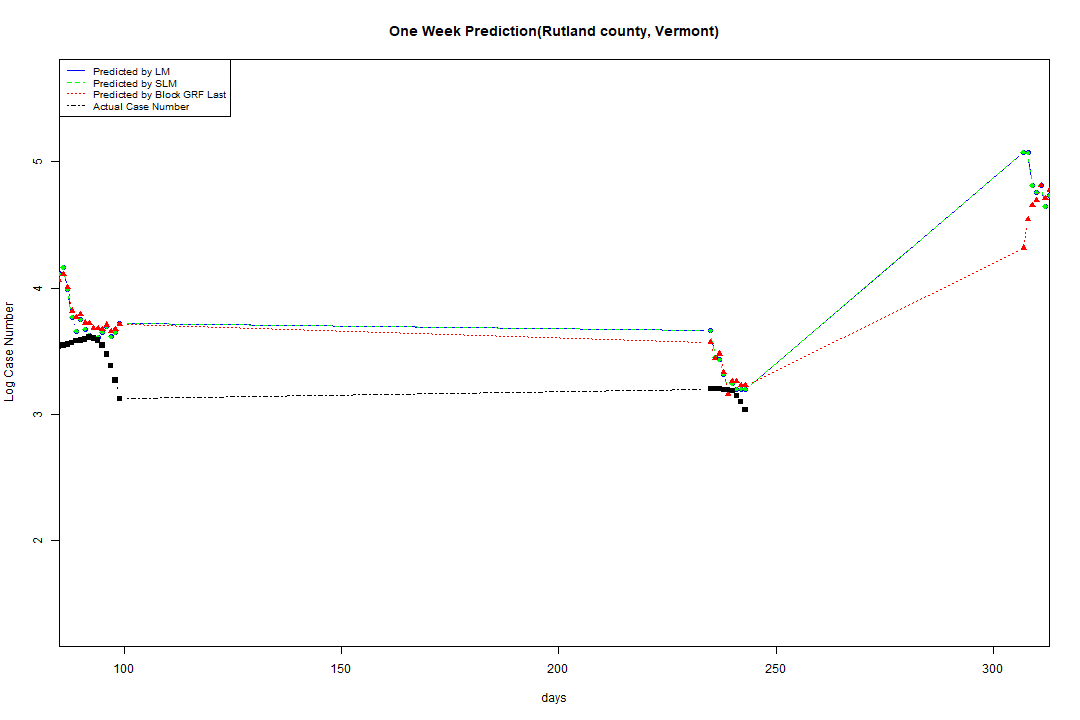 One Week Prediction(Rutland county, Vermont)
Predicted by LM
Predicted by SLM
Predicted by Block GRF Last
Actual Case Number
Log Case Number
5
4
3
2
100 150 200 250 300
days